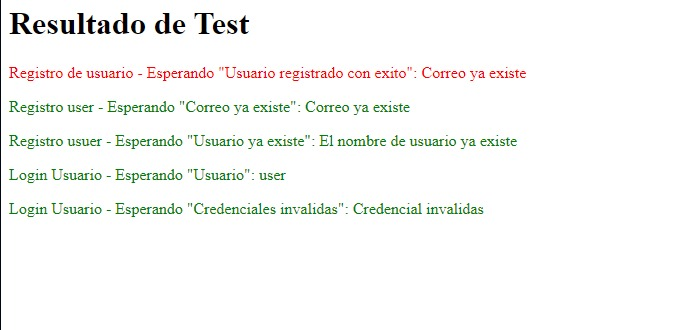 Resultado de Test
Registro de usuario - Esperando "Usuario registrado con exito": Correo ya existe
Registro user - Esperando "Correo ya existe": Correo ya existe
Registro usuer - Esperando "Usuario ya existe": El nombre de usuario ya existe
Login Usuario - Esperando "Usuario": user
Login Usuario - Esperando "Credenciales invalidas": Credencial invalidas